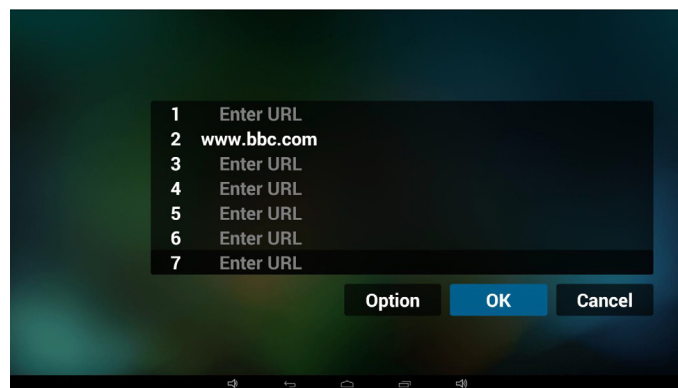 1 Enter URL
2 www.bbc.com
3 Enter URL
4 Enter URL
5 Enter URL
6 Enter URL
7 Enter URL
Option OK Cancel